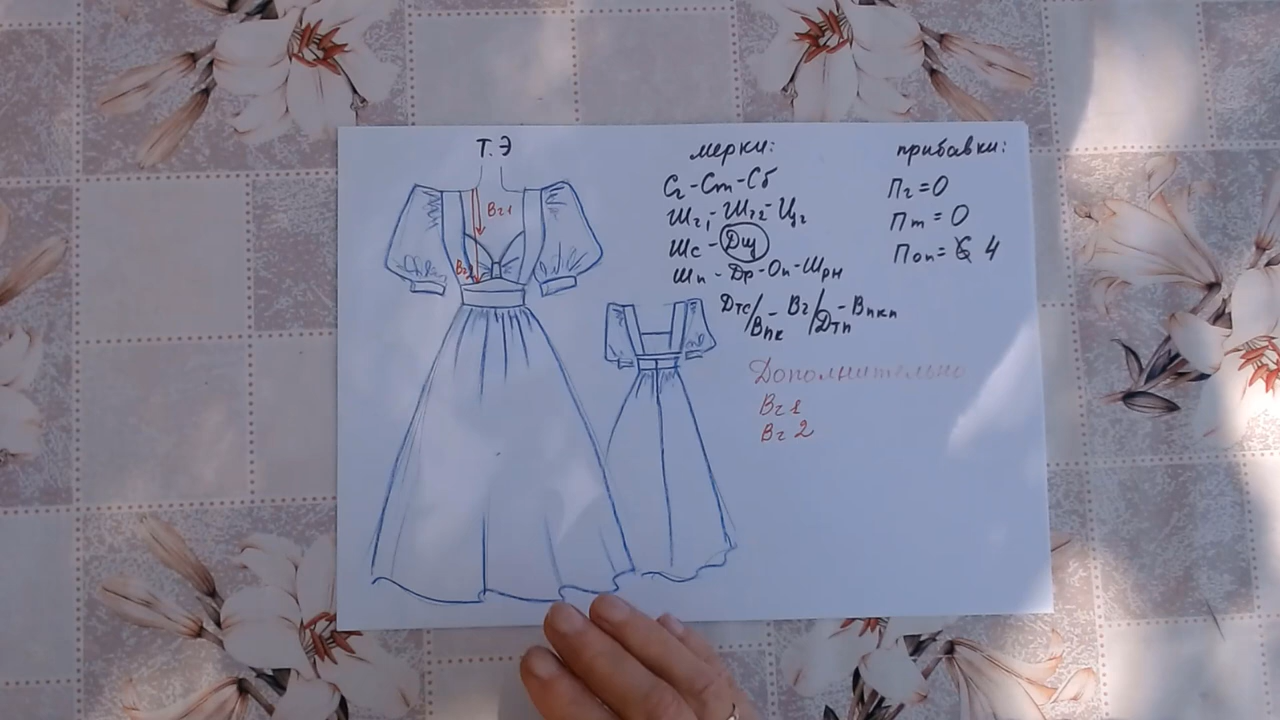 Т.Э
Вг1
Вг2
мерки:
Сг-Ст-Сб
Шг1-Шг2-Цг
Шс-Дщ
Шп-Др-Оп-Шрн
Дтс/Впк-Вг/Дтп-Впкп
Дополнительно
Вг1
Вг2
прибавки:
Пг=0
Пт=0
Поп=6 4